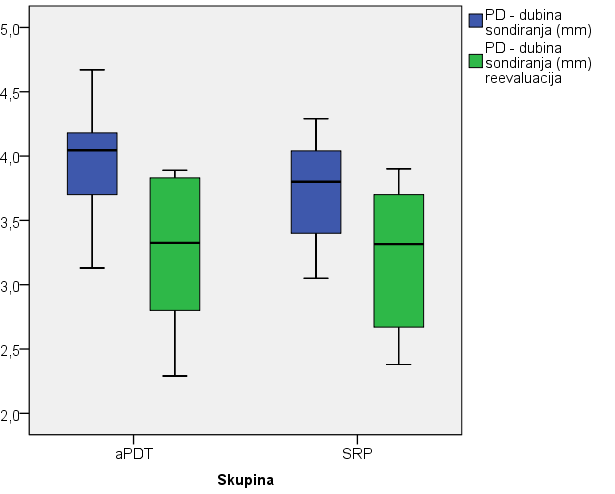 PD - dubina
sondiranja (mm)
PD - dubina
sondiranja (mm)
reevaluacija
5,0
4,5
4,0
3,5
3,0
2,5
2,0
aPDT
SRP
Skupina